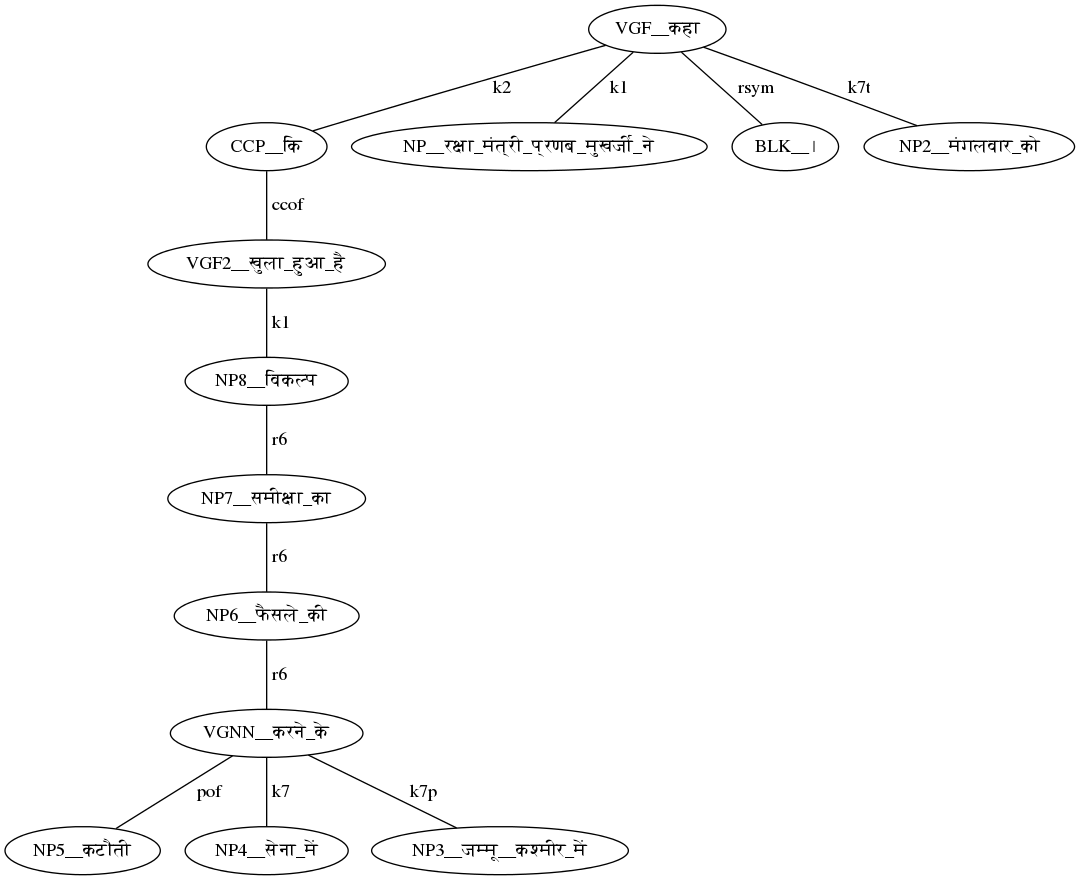 VGF__कहा
k2 k1 rsym k7t
CCP__कि NP__रक्षा_मंत्री_प्रणब_मुखर्जी_ने BLK__। NP2__मंगलवार_को
ccof
VGF2__खुला_हुआ_है
k1
NP8__विकल्प
r6
NP7__समीक्षा_का
r6
NP6__फैसले_की
r6
VGNN__करने_के
pof k7 k7p
NP5__कटौती NP4__सेना_में NP3__जम्मू__कश्मीर_में